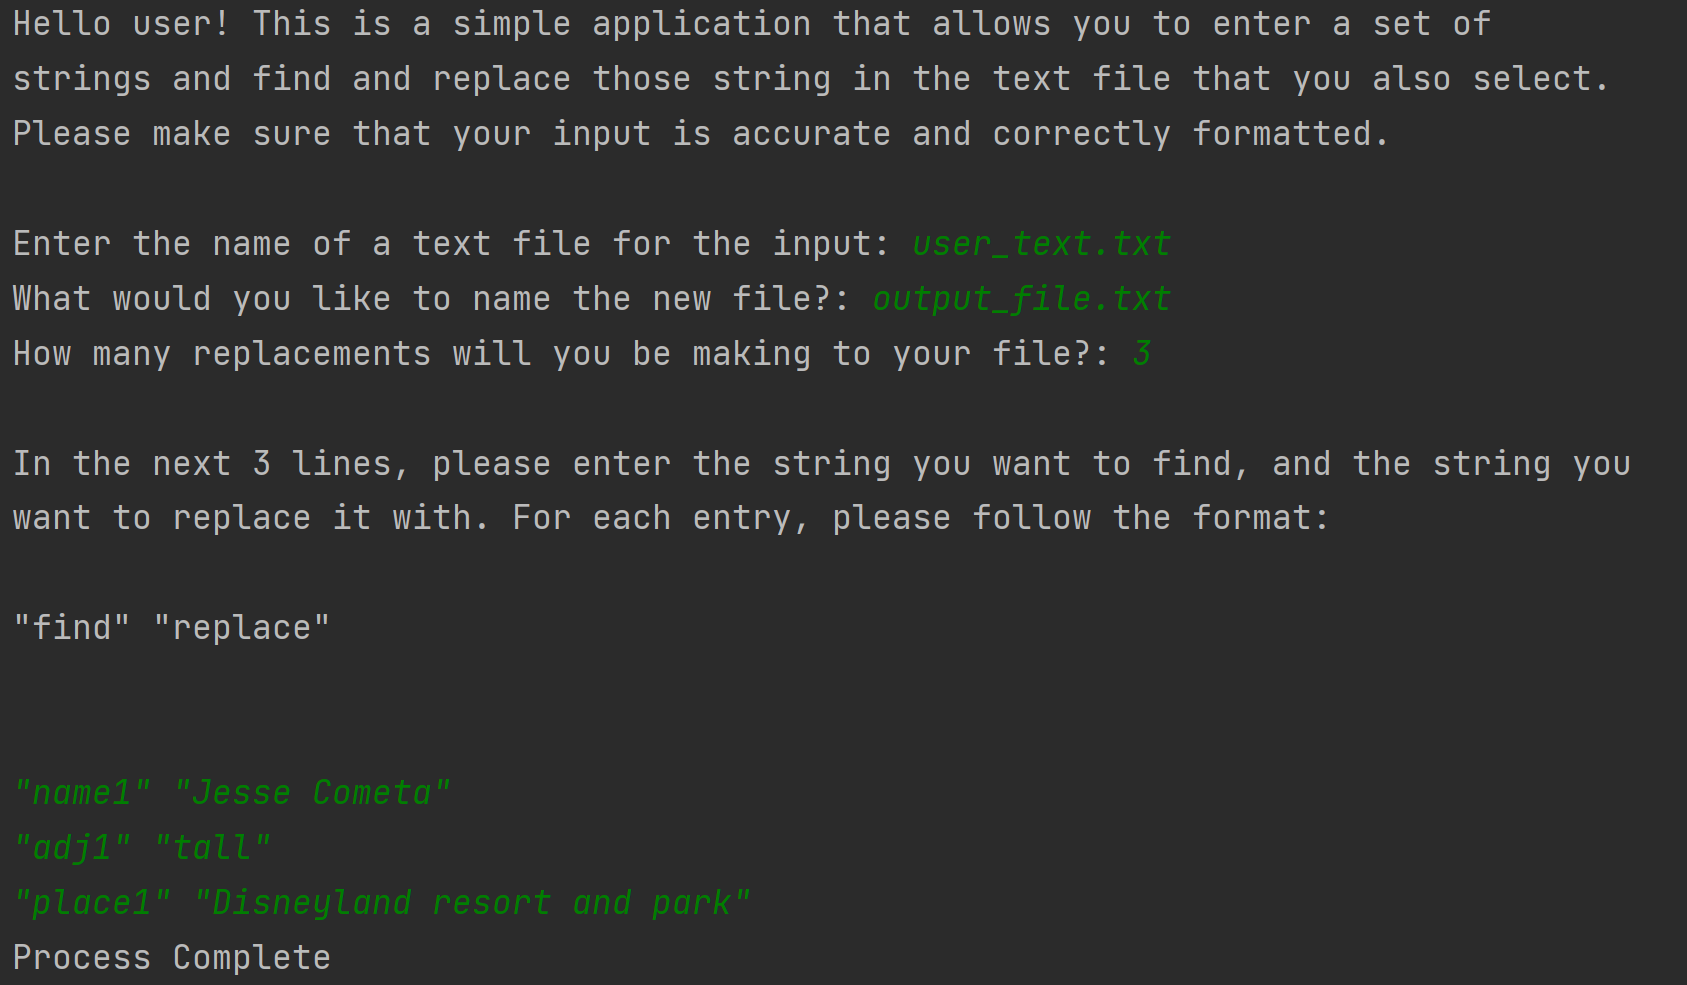 Hello user! This is a simple application that allows you to enter a set of
strings and find and replace those string in the text file that you also select.
Please make sure that your input is accurate and correctly formatted.
Enter the name of a text file for the input: user_text.txt
What would you like to name the new file?: output_file.txt
How many replacements will you be making to your file?: 3
In the next 3 lines, please enter the string you want to find, and the string you
want to replace it with. For each entry, please follow the format:
"find" "replace"
"name1" "Jesse Cometa"
"adj1" "tall"
"place1" "Disneyland resort and park"
Process Complete